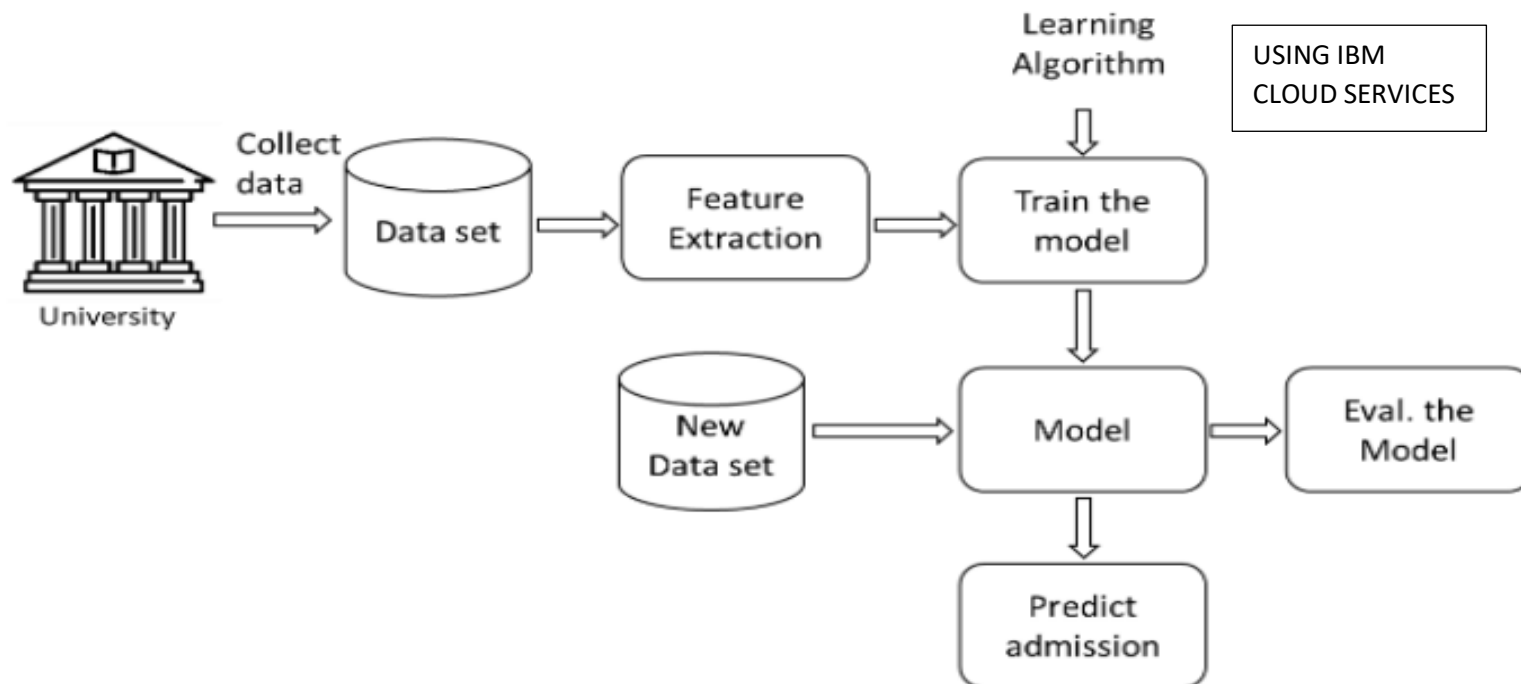 Learning
Algorithm
USING IBM
CLOUD SERVICES
Collect
data
Data set
Feature
Extraction
Train the
model
University
New
Data set
Model
Eval. the
Model
Predict
admission